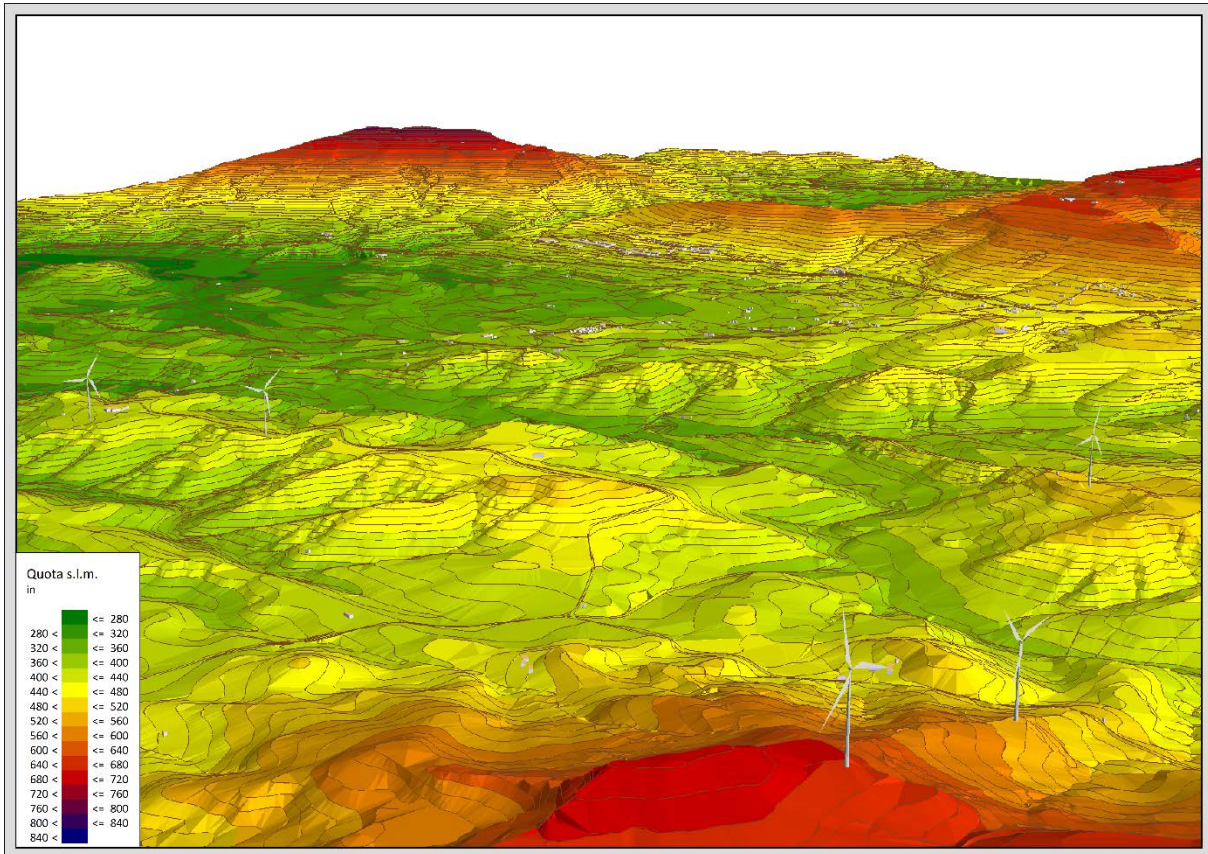 Quota s.l.m.
in
<= 280
280 < <= 320
320 < <= 360
360 < <= 400
400 < <= 440
440 < <= 480
480 < <= 520
520 < <= 560
560 < <= 600
600 < <= 640
640 < <= 680
680 < <= 720
720 < <= 760
760 < <= 800
800 < <= 840
840 <